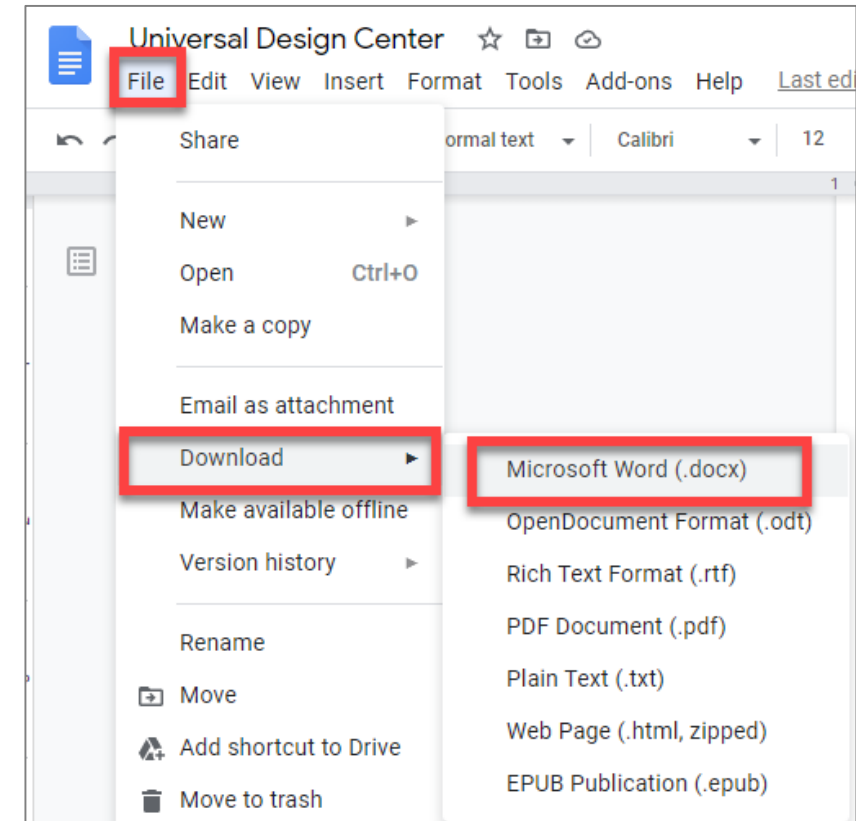 Universal Design Center
File Edit View Insert Format Tools Add-ons Help Last edi
ormal text Calibri 12
1
Share
New
Open Ctrl+O
Make a copy
Email as attachment
Download
Make available offline
Version history
Rename
Move
Add shortcut to Drive
Move to trash
Microsoft Word (.docx)
OpenDocument Format (.odt)
Rich Text Format (.rtf)
PDF Document (.pdf)
Plain Text (.txt)
Web Page (.html, zipped)
EPUB Publication (.epub)